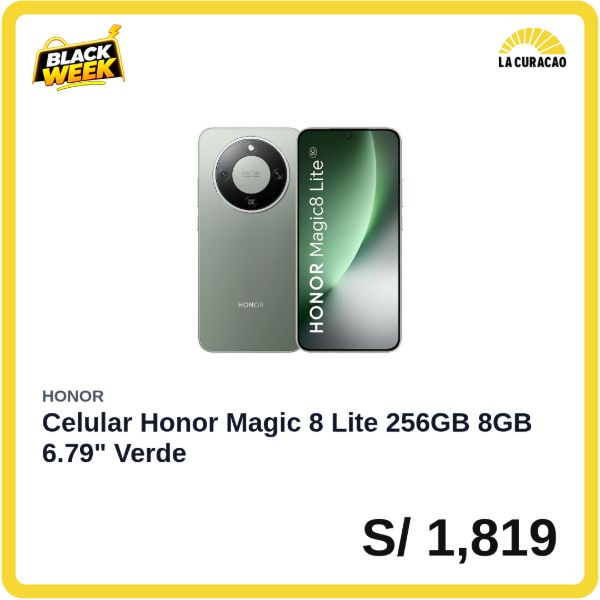 BLACK
WEEK
LA CURACAO
HONOR Magic8 Lite 5G
HONOR
HONOR
Celular Honor Magic 8 Lite 256GB 8GB
6.79" Verde
S/ 1,819